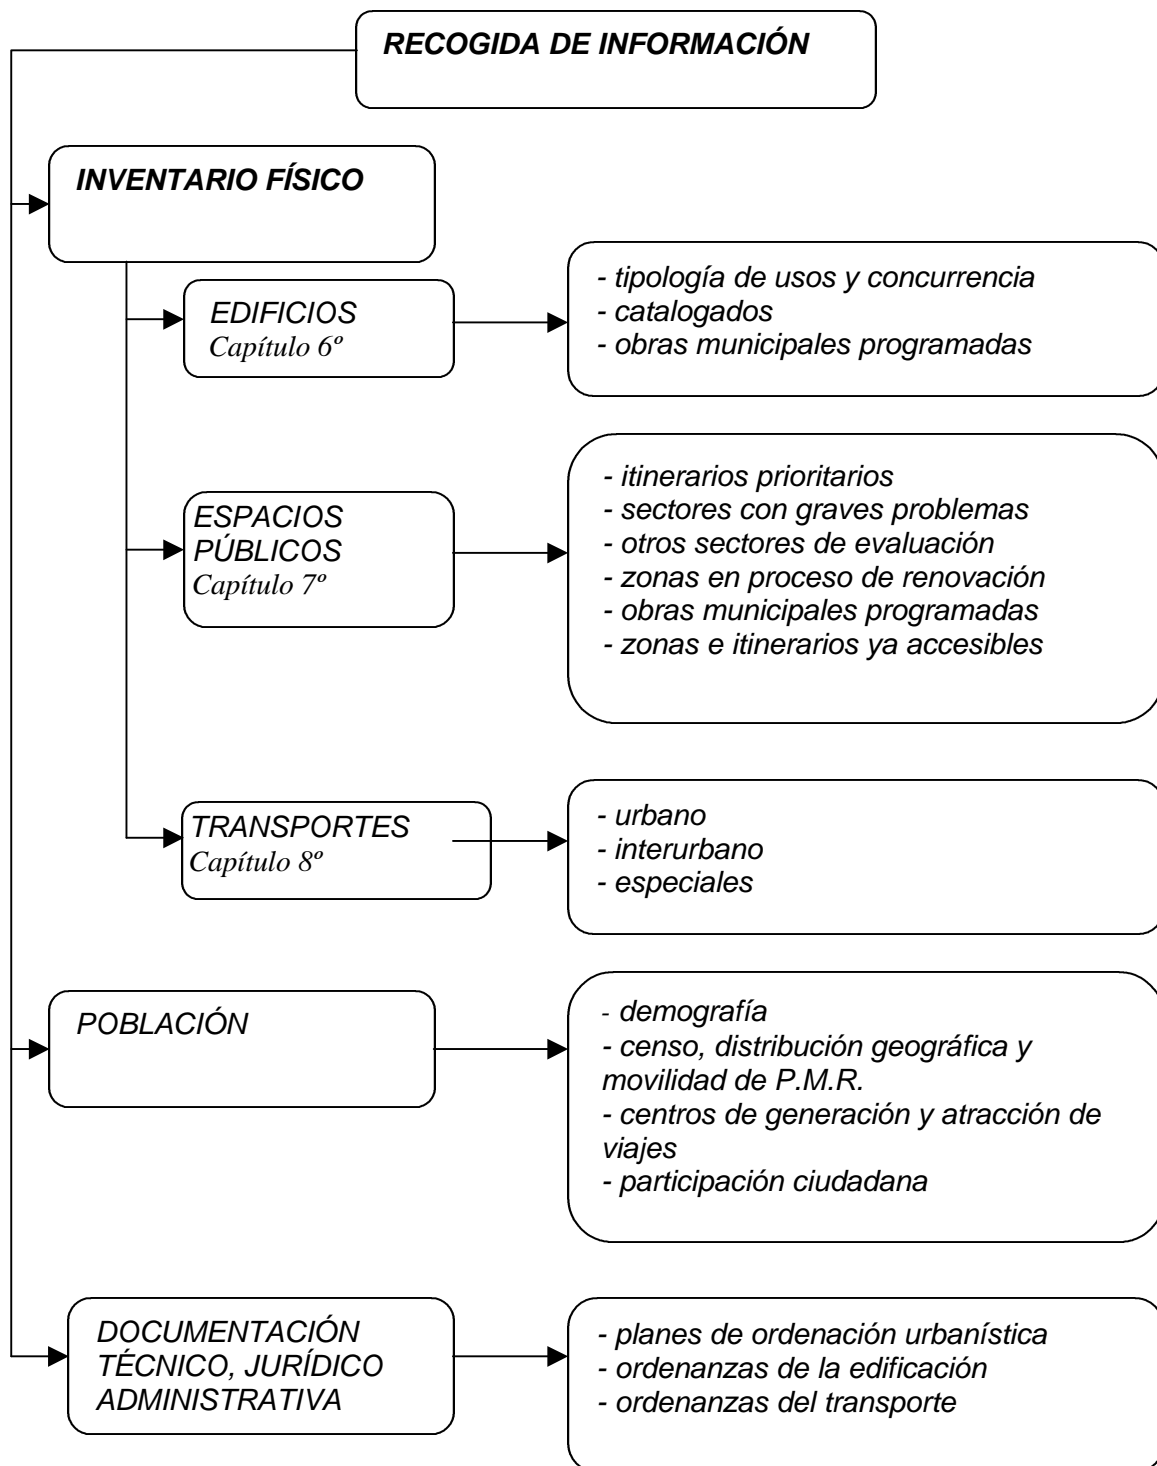 RECOGIDA DE INFORMACIÓN
INVENTARIO FÍSICO
EDIFICIOS
Capítulo 6º
- tipología de usos y concurrencia
- catalogados
- obras municipales programadas
ESPACIOS
PÚBLICOS
Capítulo 7º
- itinerarios prioritarios
- sectores con graves problemas
- otros sectores de evaluación
- zonas en proceso de renovación
- obras municipales programadas
- zonas e itinerarios ya accesibles
TRANSPORTES
Capítulo 8º
- urbano
- interurbano
- especiales
POBLACIÓN
- demografía
- censo, distribución geográfica y
movilidad de P.M.R.
- centros de generación y atracción de
viajes
- participación ciudadana
DOCUMENTACIÓN
TÉCNICO, JURÍDICO
ADMINISTRATIVA
- planes de ordenación urbanística
- ordenanzas de la edificación
- ordenanzas del transporte